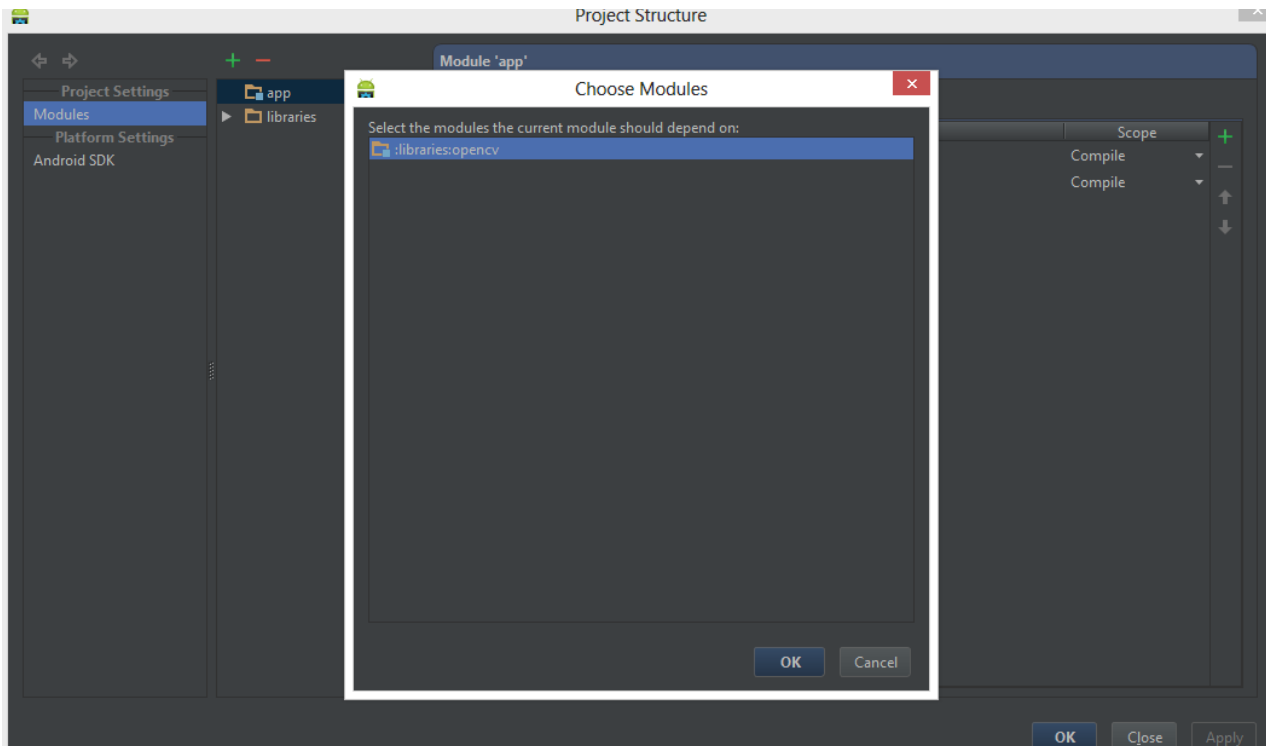 Project Structure
Module 'app'
Project Settings
Modules
Platform Settings
Android SDK
app
libraries
Choose Modules
Select the modules the current module should depend on:
:libraries:opencv
OK
Cancel
Scope
Compile
Compile
OK
Close
Apply